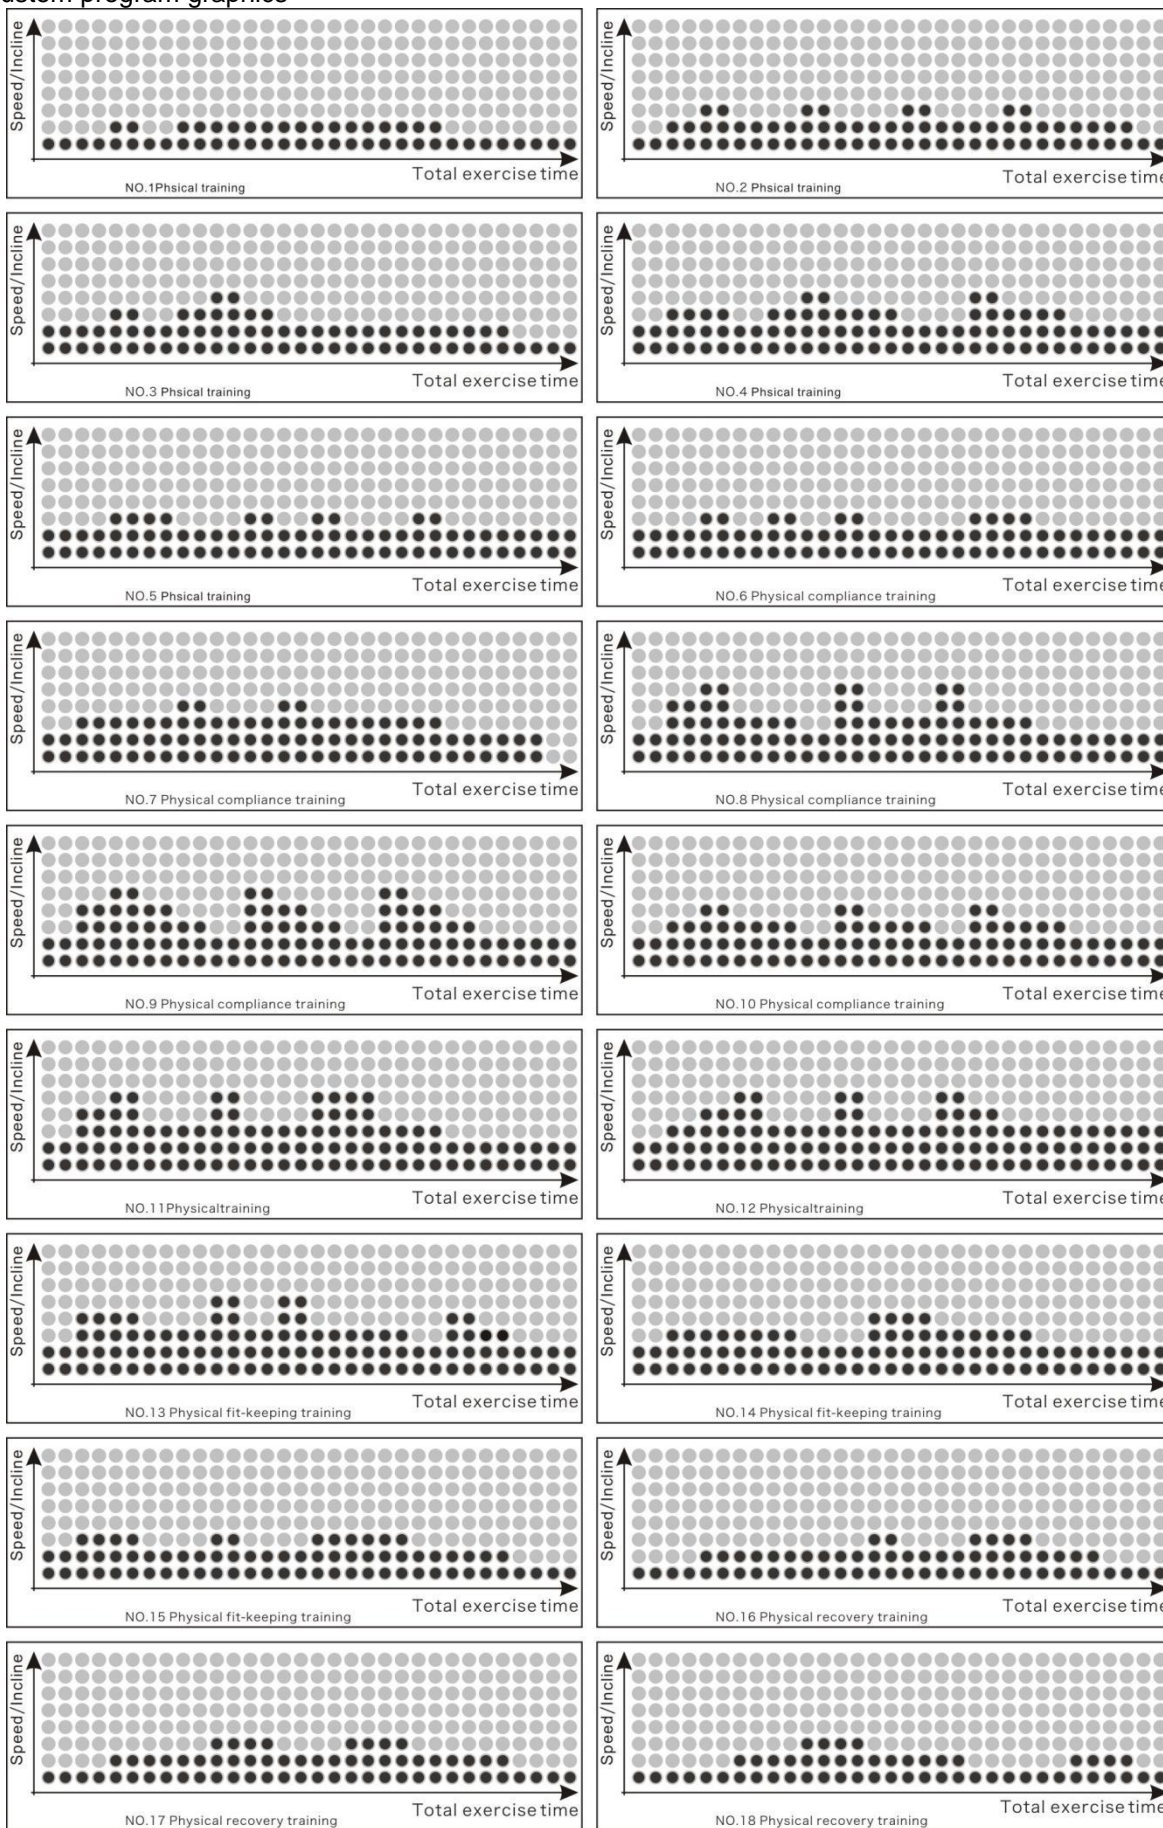 ustom program graphics
Speed/Incline
Total exercise time
NO.1Phsical training
Speed/Incline
Total exercise time
NO.2 Phsical training
Speed/Incline
Total exercise time
NO.3 Phsical training
Speed/Incline
Total exercise time
NO.4 Phsical training
Speed/Incline
Total exercise time
NO.5 Phsical training
Speed/Incline
Total exercise time
NO.6 Physical compliance training
Speed/Incline
Total exercise time
NO.7 Physical compliance training
Speed/Incline
Total exercise time
NO.8 Physical compliance training
Speed/Incline
Total exercise time
NO.9 Physical compliance training
Speed/Incline
Total exercise time
NO.10 Physical compliance training
Speed/Incline
Total exercise time
NO.11Physicaltraining
Speed/Incline
Total exercise time
NO.12 Physicaltraining
Speed/Incline
Total exercise time
NO.13 Physical fit-keeping training
Speed/Incline
Total exercise time
NO.14 Physical fit-keeping training
Speed/Incline
Total exercise time
NO.15 Physical fit-keeping training
Speed/Incline
Total exercise time
NO.16 Physical recovery training
Speed/Incline
Total exercise time
NO.17 Physical recovery training
Speed/Incline
Total exercise time
NO.18 Physical recovery training